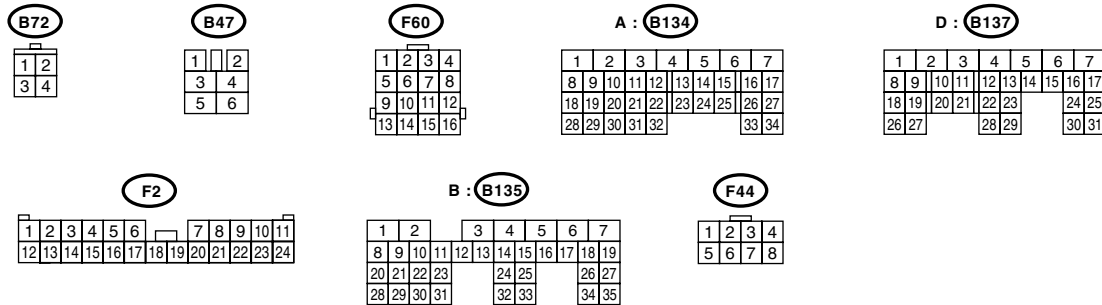 B72 B47 F60 A : B134 D : B137
1 2
3 4
1 2
3 4
5 6
1 2 3 4
5 6 7 8
9 10 11 12
13 14 15 16
1 2 3 4 5 6 7
8 9 10 11 12 13 14 15 16 17
18 19 20 21 22 23 24 25 26 27
28 29 30 31 32 33 34
1 2 3 4 5 6 7
8 9 10 11 12 13 14 15 16 17
18 19 20 21 22 23 24 25
26 27 28 29 30 31
F2 B : B135 F44
1 2 3 4 5 6 7 8 9 10 11
12 13 14 15 16 17 18 19 20 21 22 23 24
1 2 3 4 5 6 7
8 9 10 11 12 13 14 15 16 17 18 19
20 21 22 23 24 25 26 27
28 29 30 31 32 33 34 35
1 2 3 4
5 6 7 8